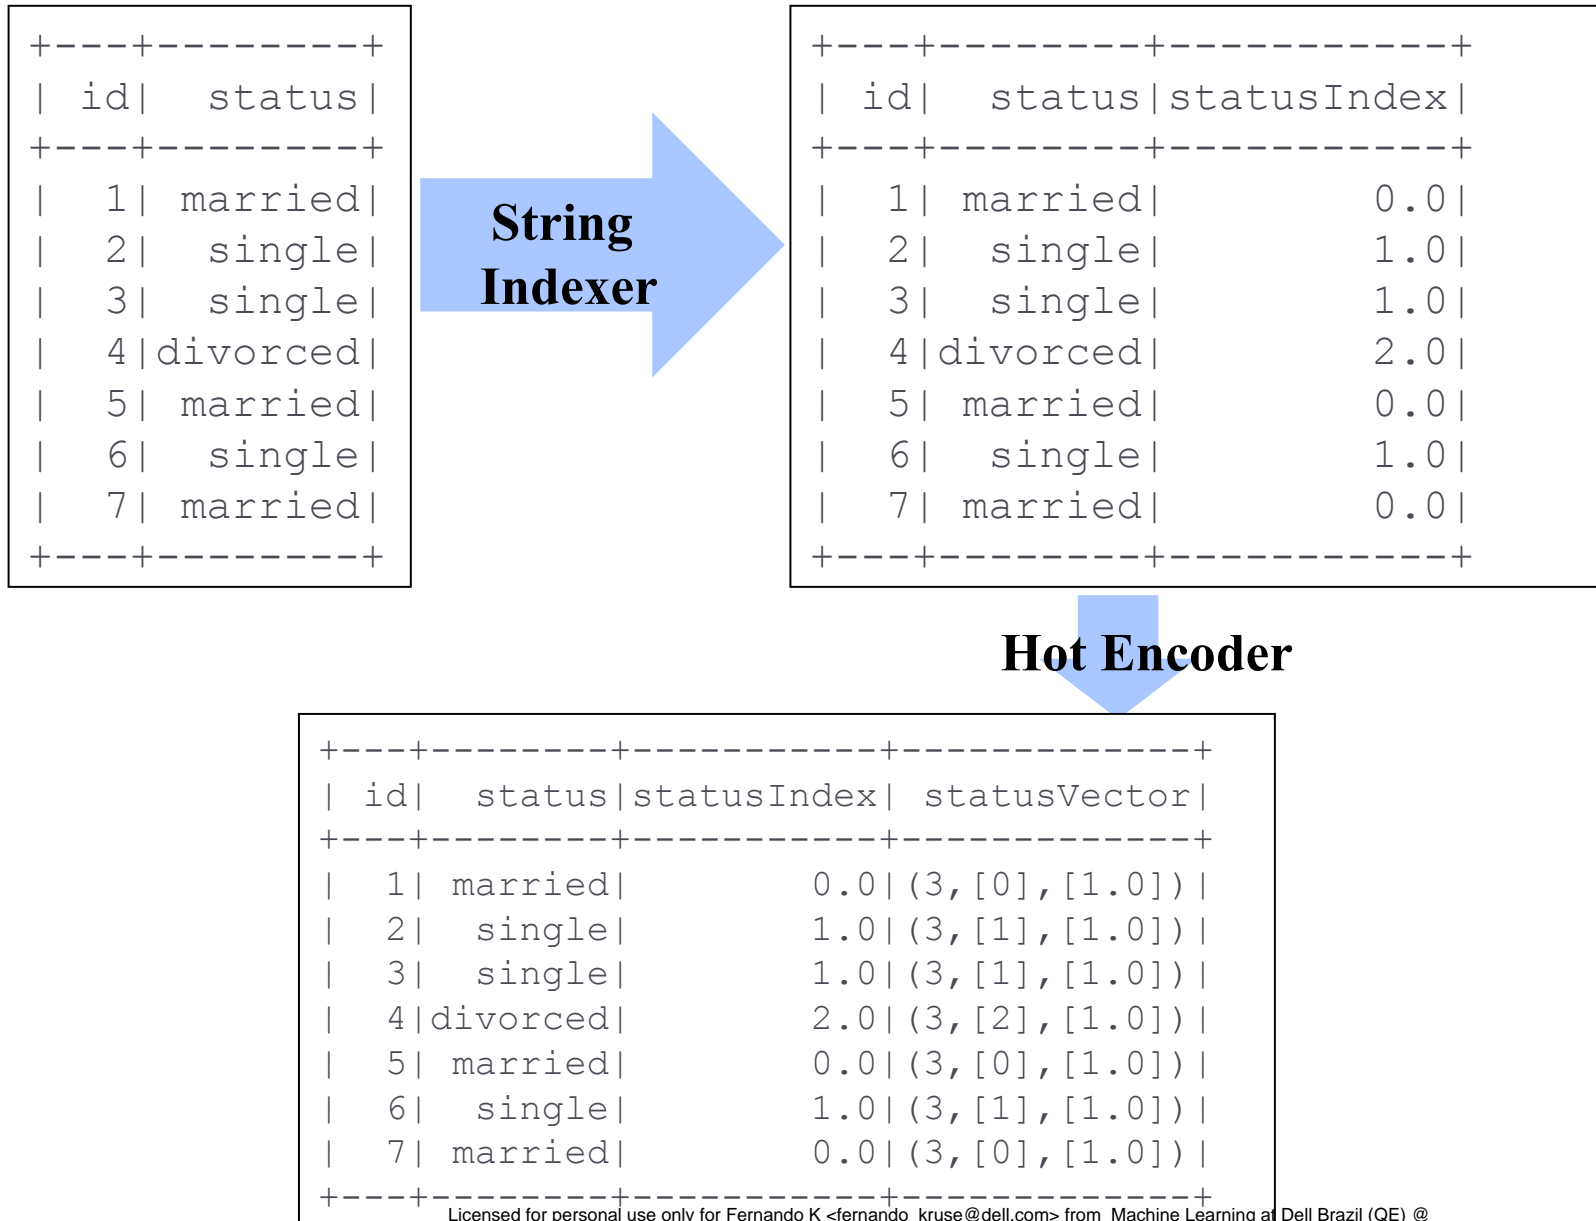 +---+--------+
| id|  status|
+---+--------+
|  1| married|
|  2|  single|
|  3|  single|
|  4|divorced|
|  5| married|
|  6|  single|
|  7| married|
+---+--------+
String
Indexer
+---+--------+-----------+
| id|  status|statusIndex|
+---+--------+-----------+
|  1| married|        0.0|
|  2|  single|        1.0|
|  3|  single|        1.0|
|  4|divorced|        2.0|
|  5| married|        0.0|
|  6|  single|        1.0|
|  7| married|        0.0|
+---+--------+-----------+
Hot Encoder
+---+--------+-----------+-------------+
| id|  status|statusIndex| statusVector|
+---+--------+-----------+-------------+
|  1| married|        0.0|(3,[0],[1.0])|
|  2|  single|        1.0|(3,[1],[1.0])|
|  3|  single|        1.0|(3,[1],[1.0])|
|  4|divorced|        2.0|(3,[2],[1.0])|
|  5| married|        0.0|(3,[0],[1.0])|
|  6|  single|        1.0|(3,[1],[1.0])|
|  7| married|        0.0|(3,[0],[1.0])|
+---+--------+-----------+-------------+
Licensed for personal use only for Fernando K <fernando_kruse@dell.com> from Machine Learning at Dell Brazil (QE) @